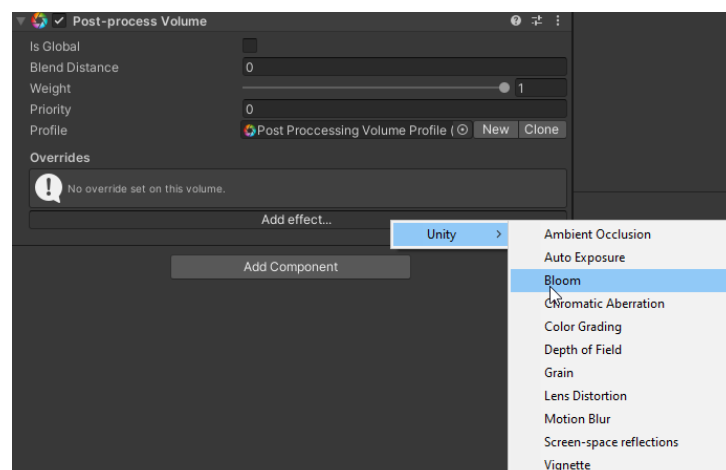 Post-process Volume
Is Global
Blend Distance 0
Weight 1
Priority 0
Profile Post Proccessing Volume Profile ( New Clone
Overrides
No override set on this volume.
Add effect...
Unity
Ambient Occlusion
Auto Exposure
Add Component
Bloom
Chromatic Aberration
Color Grading
Depth of Field
Grain
Lens Distortion
Motion Blur
Screen-space reflections
Vignette